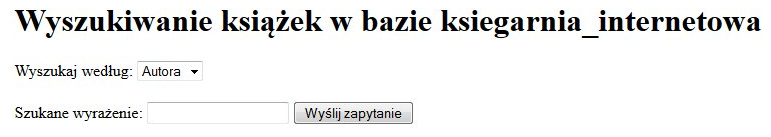 Wyszukiwanie książek w bazie ksiegarnia_internetowa
Wyszukaj według: Autora
Szukane wyrażenie: Wyślij zapytanie